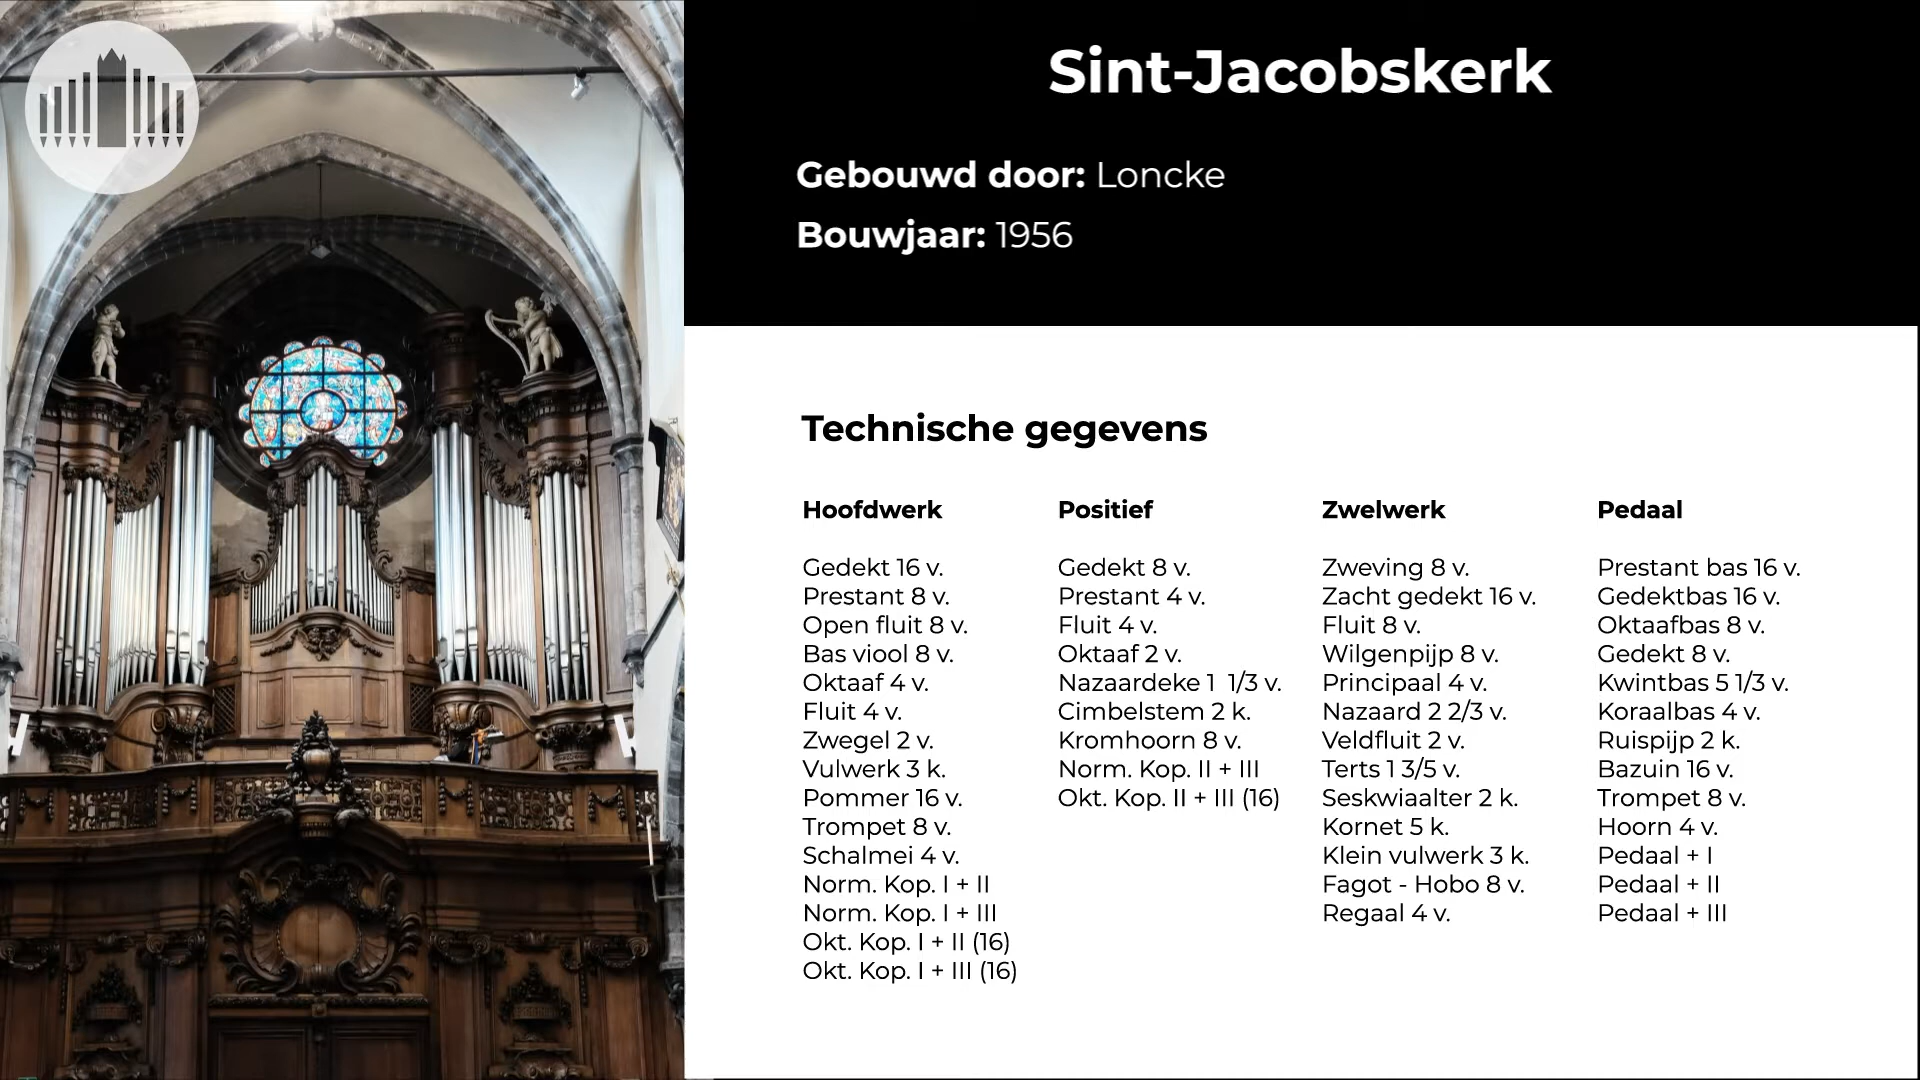 Sint-Jacobskerk
Gebouwd door: Loncke
Bouwjaar: 1956
Technische gegevens
Hoofdwerk
Gedekt 16 v.
Prestant 8 v.
Open fluit 8 v.
Bas viool 8 v.
Oktaaf 4 v.
Fluit 4 v.
Zwegel 2 v.
Vulwerk 3 k.
Pommer 16 v.
Trompet 8 v.
Schalmei 4 v.
Norm. Kop. I + II
Norm. Kop. I + III
Okt. Kop. I + II (16)
Okt. Kop. I + III (16)
Positief
Gedekt 8 v.
Prestant 4 v.
Fluit 4 v.
Oktaaf 2 v.
Nazaardeke 1  1/3 v.
Cimbelstem 2 k.
Kromhoorn 8 v.
Norm. Kop. II + III
Okt. Kop. II + III (16)
Zwelwerk
Zweving 8 v.
Zacht gedekt 16 v.
Fluit 8 v.
Wilgenpijp 8 v.
Principaal 4 v.
Nazaard 2 2/3 v.
Veldfluit 2 v.
Terts 1 3/5 v.
Seskwiaalter 2 k.
Kornet 5 k.
Klein vulwerk 3 k.
Fagot - Hobo 8 v.
Regaal 4 v.
Pedaal
Prestant bas 16 v.
Gedektbas 16 v.
Oktaafbas 8 v.
Gedekt 8 v.
Kwintbas 5 1/3 v.
Koraalbas 4 v.
Ruispijp 2 k.
Bazuin 16 v.
Trompet 8 v.
Hoorn 4 v.
Pedaal + I
Pedaal + II
Pedaal + III